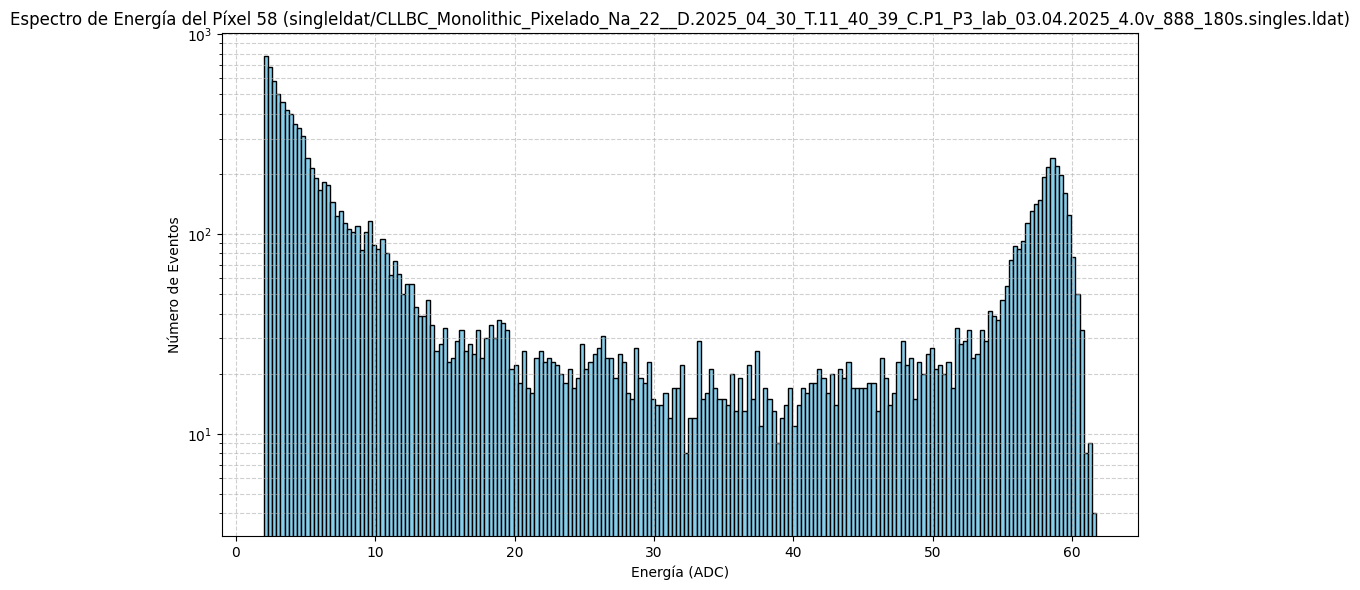 Espectro de Energía del Píxel 58 (singleldat/CLLBC_Monolithic_Pixelado_Na_22__D.2025_04_30_T.11_40_39_C.P1_P3_lab_03.04.2025_4.0v_888_180s.singles.ldat)
10³
10²
10¹
Número de Eventos
0 10 20 30 40 50 60
Energía (ADC)